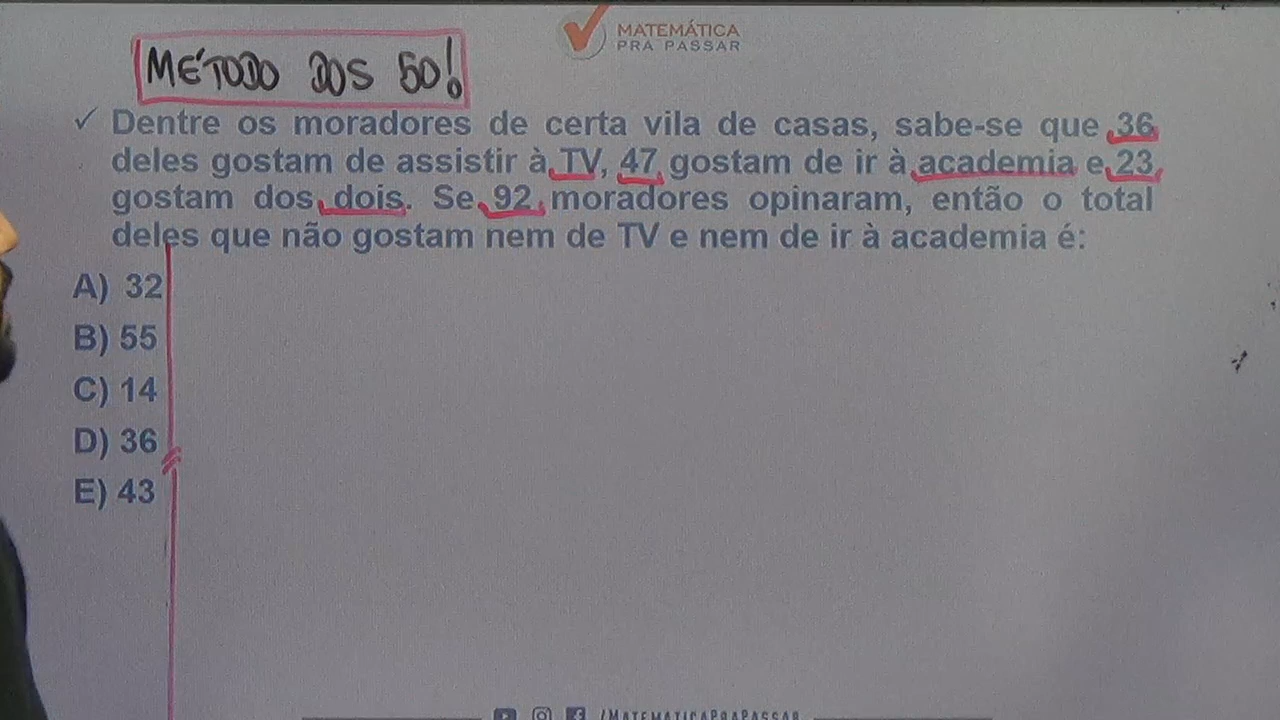 MATEMÁTICA
PRA PASSAR
MÉTODO DOS 50!
✓ Dentre os moradores de certa vila de casas, sabe-se que 36
deles gostam de assistir à TV, 47 gostam de ir à academia e 23
gostam dos dois. Se 92 moradores opinaram, então o total
deles que não gostam nem de TV e nem de ir à academia é:
A) 32
B) 55
C) 14
D) 36
E) 43
/MATEMATICAPRAPASSAR